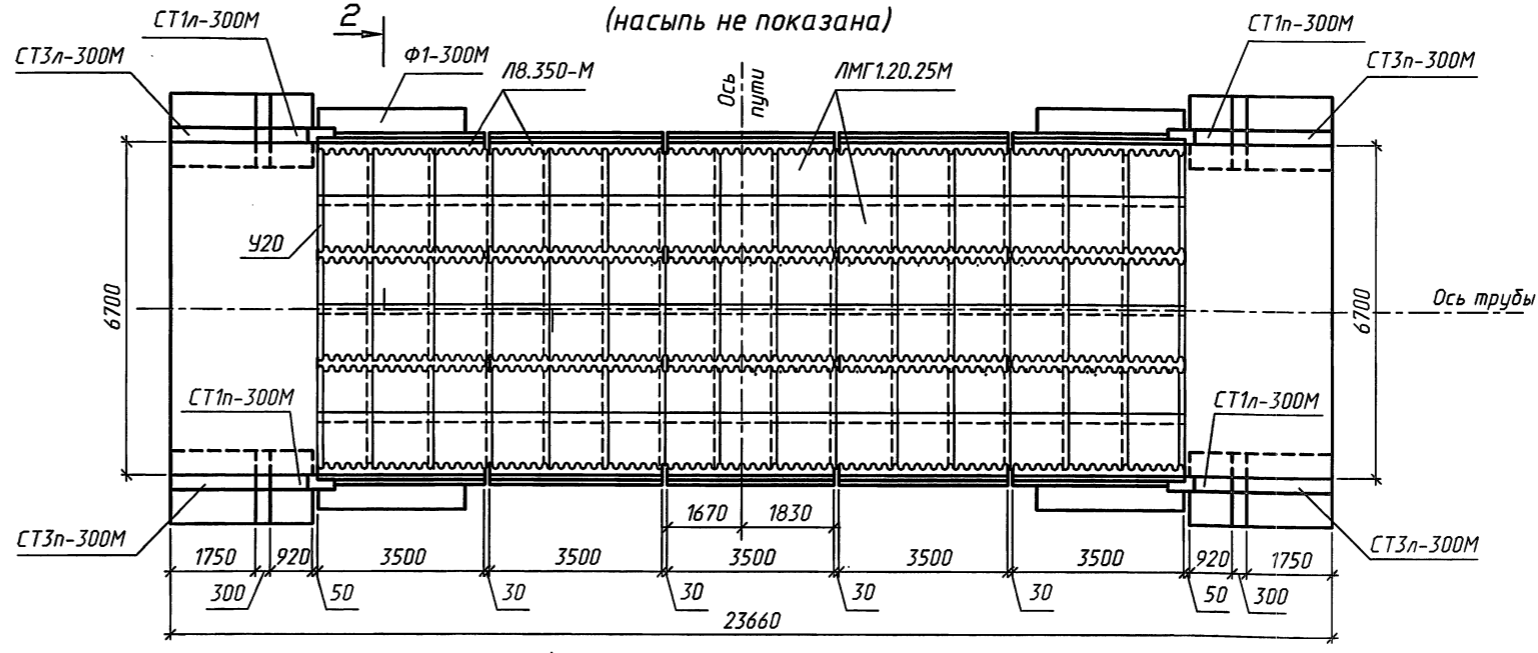 (насыпь не показана)
2
СТ1л-300М
СТ3л-300М
Ф1-300М
Л8.350-М
Ось
пути
ЛМГ1.20.25М
СТ1п-300М
СТ3п-300М
У20
6700
6700
Ось трубы
СТ1п-300М
СТ1л-300М
СТ3п-300М
СТ3л-300М
1670
1830
1750
920
3500
3500
3500
3500
3500
920
1750
300
50
30
30
30
30
50
300
23660